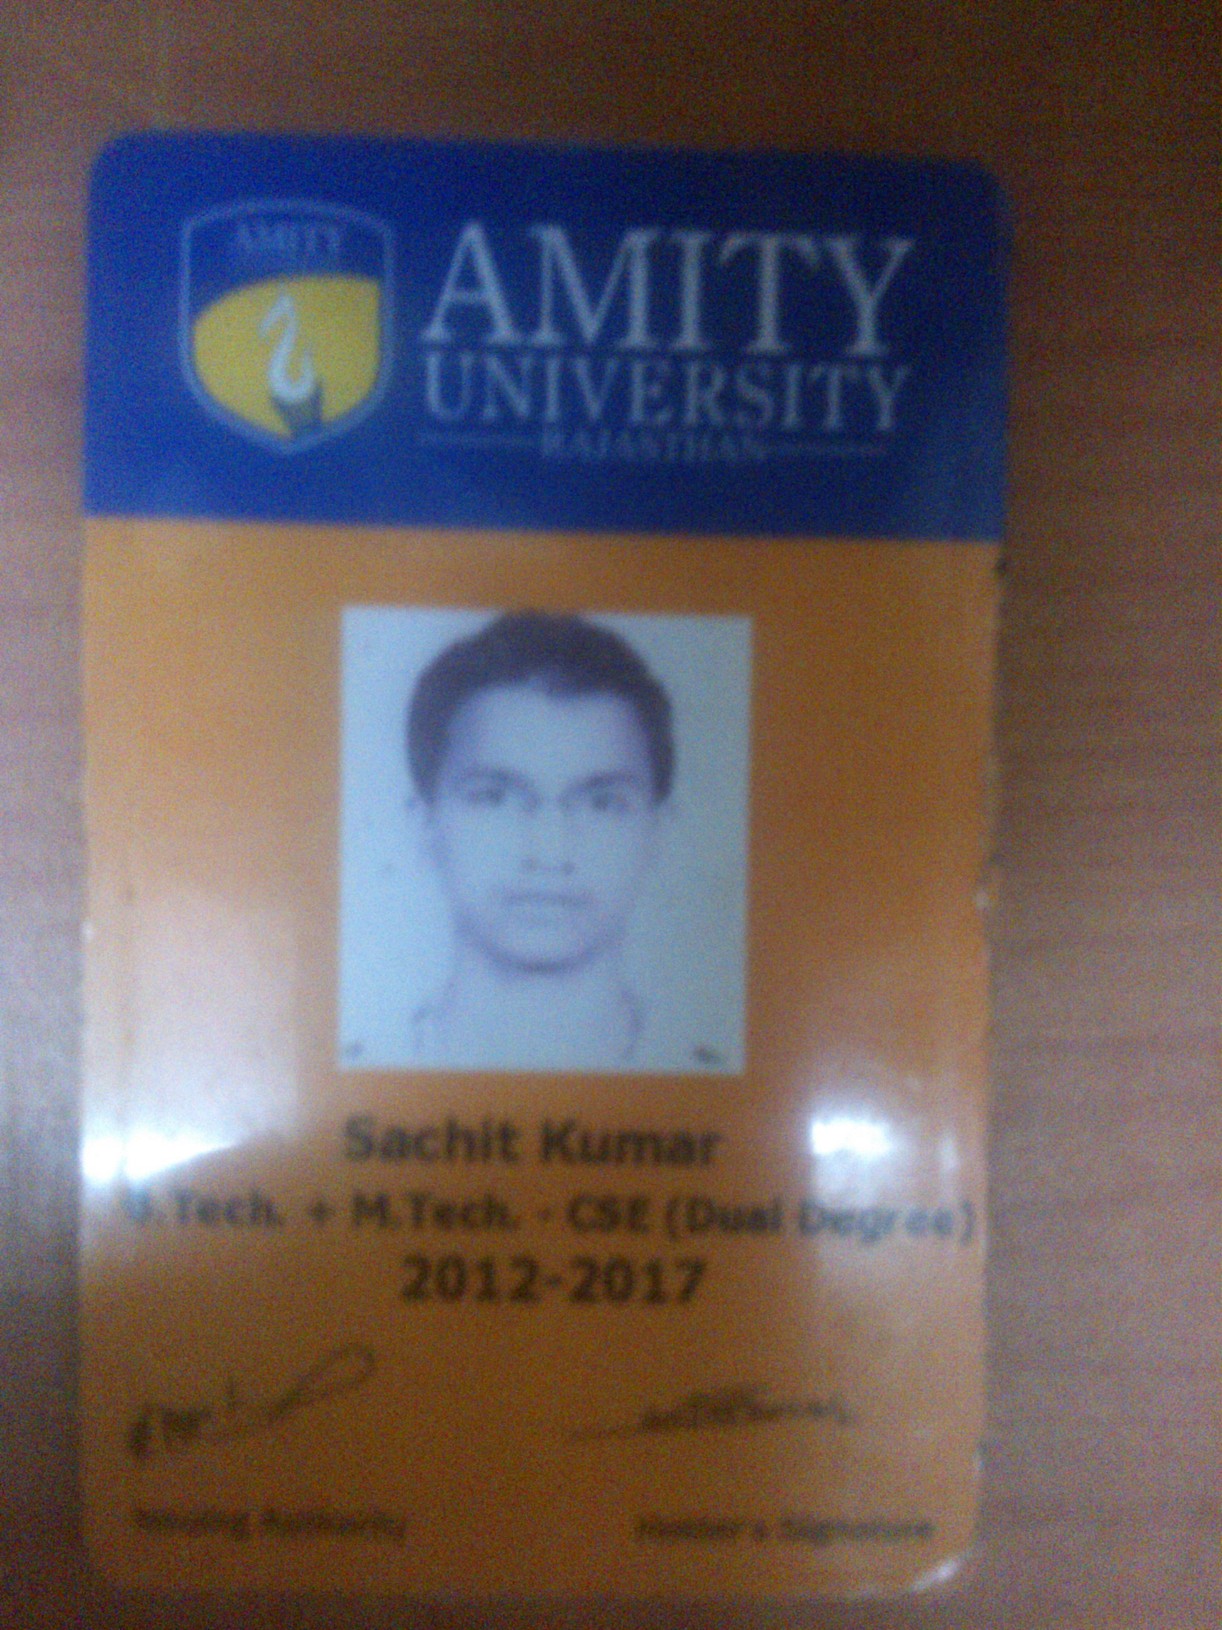 AMITY
AMITY
UNIVERSITY
RAJASTHAN
Sachit Kumar
B.Tech. + M.Tech. - CSE (Dual Degree)
2012-2017
Issuing Authority
Holder's Signature